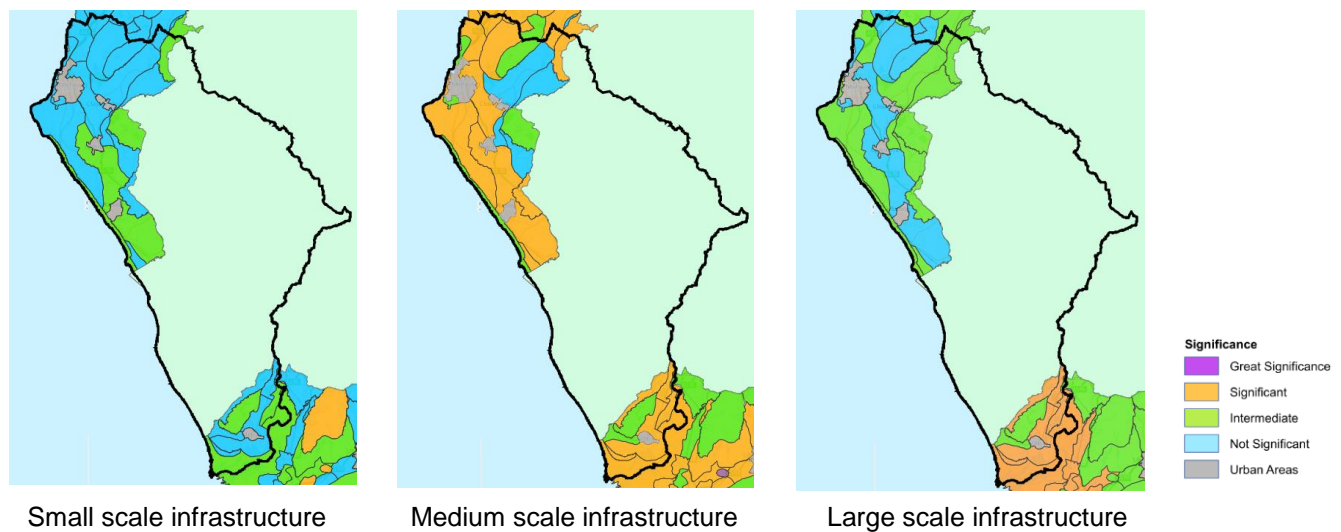 Significance
Great Significance
Significant
Intermediate
Not Significant
Urban Areas
Small scale infrastructure
Medium scale infrastructure
Large scale infrastructure